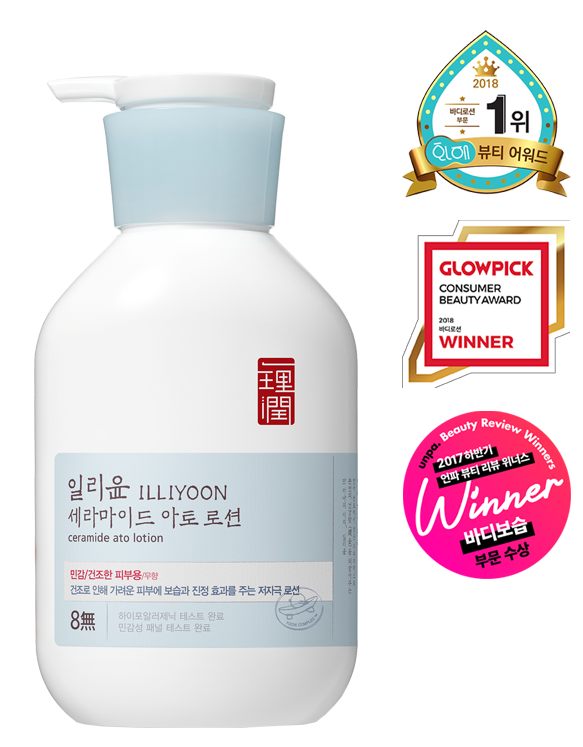 一理潤
일리윤 ILLIYOON
세라마이드 아토 로션
ceramide ato lotion
민감/건조한 피부용/무향
건조로 인해 가려운 피부에 보습과 진정 효과를 주는 저자극 로션
8無
하이포알러제닉 테스트 완료
민감성 패널 테스트 완료
2018
바디로션
부문
1위
화해 뷰티 어워드
GLOWPICK
CONSUMER
BEAUTY AWARD
2018
바디로션
WINNER
unpa. Beauty Review Winners
2017 하반기
언파 뷰티 리뷰 위너스
Winner
바디보습
부문 수상